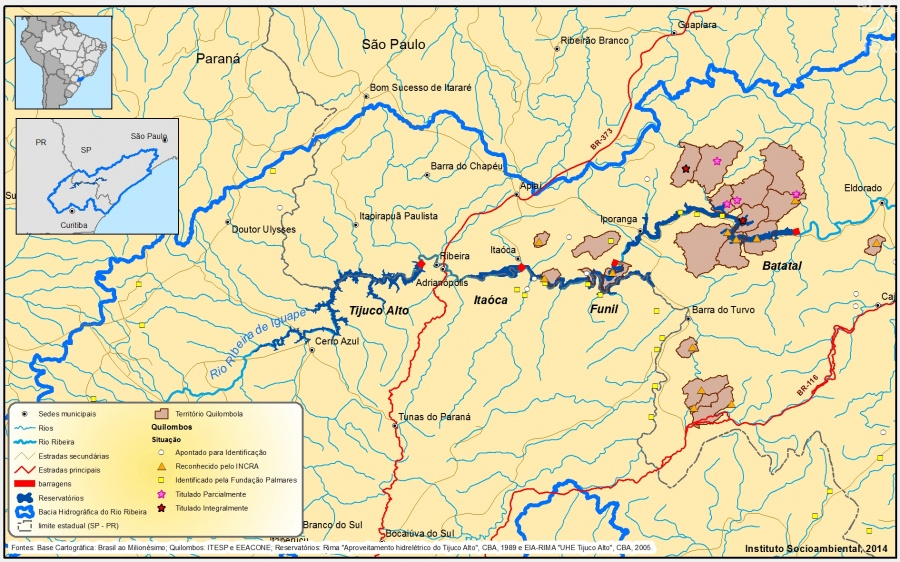 São Paulo
Paraná
Guapiara
Ribeirão Branco
Bom Sucesso de Itararé
BR-373
PR
SP
São Paulo
Curitiba
Barra do Chapéu
Apiaí
Eldorado
Itapirapuã Paulista
Iporanga
Doutor Ulysses
Ribeira
Itaóca
Adrianópolis
Batatal
Itaóca
Funil
Tijuco Alto
Rio Ribeira de Iguape
Barra do Turvo
Caj
Cerro Azul
BR-116
Tunas do Paraná
Sedes municipais
Rios
Rio Ribeira
Estradas secundárias
Estradas principais
barragens
Reservatórios
Bacia Hidrográfica do Rio Ribeira
limite estadual (SP - PR)
Território Quilombola
Quilombos
Situação
Apontado para Identificação
Reconhecido pelo INCRA
Identificado pela Fundação Palmares
Titulado Parcialmente
Titulado Integralmente
Branco do Sul
Bocaiúva do Sul
Fontes: Base Cartográfica: Brasil ao Milionésimo; Quilombos: ITESP e EEACONE, Reservatórios: Rima "Aproveitamento hidrelétrico do Tijuco Alto", CBA, 1989 e EIA-RIMA "UHE Tijuco Alto", CBA, 2005.
Instituto Socioambiental, 2014